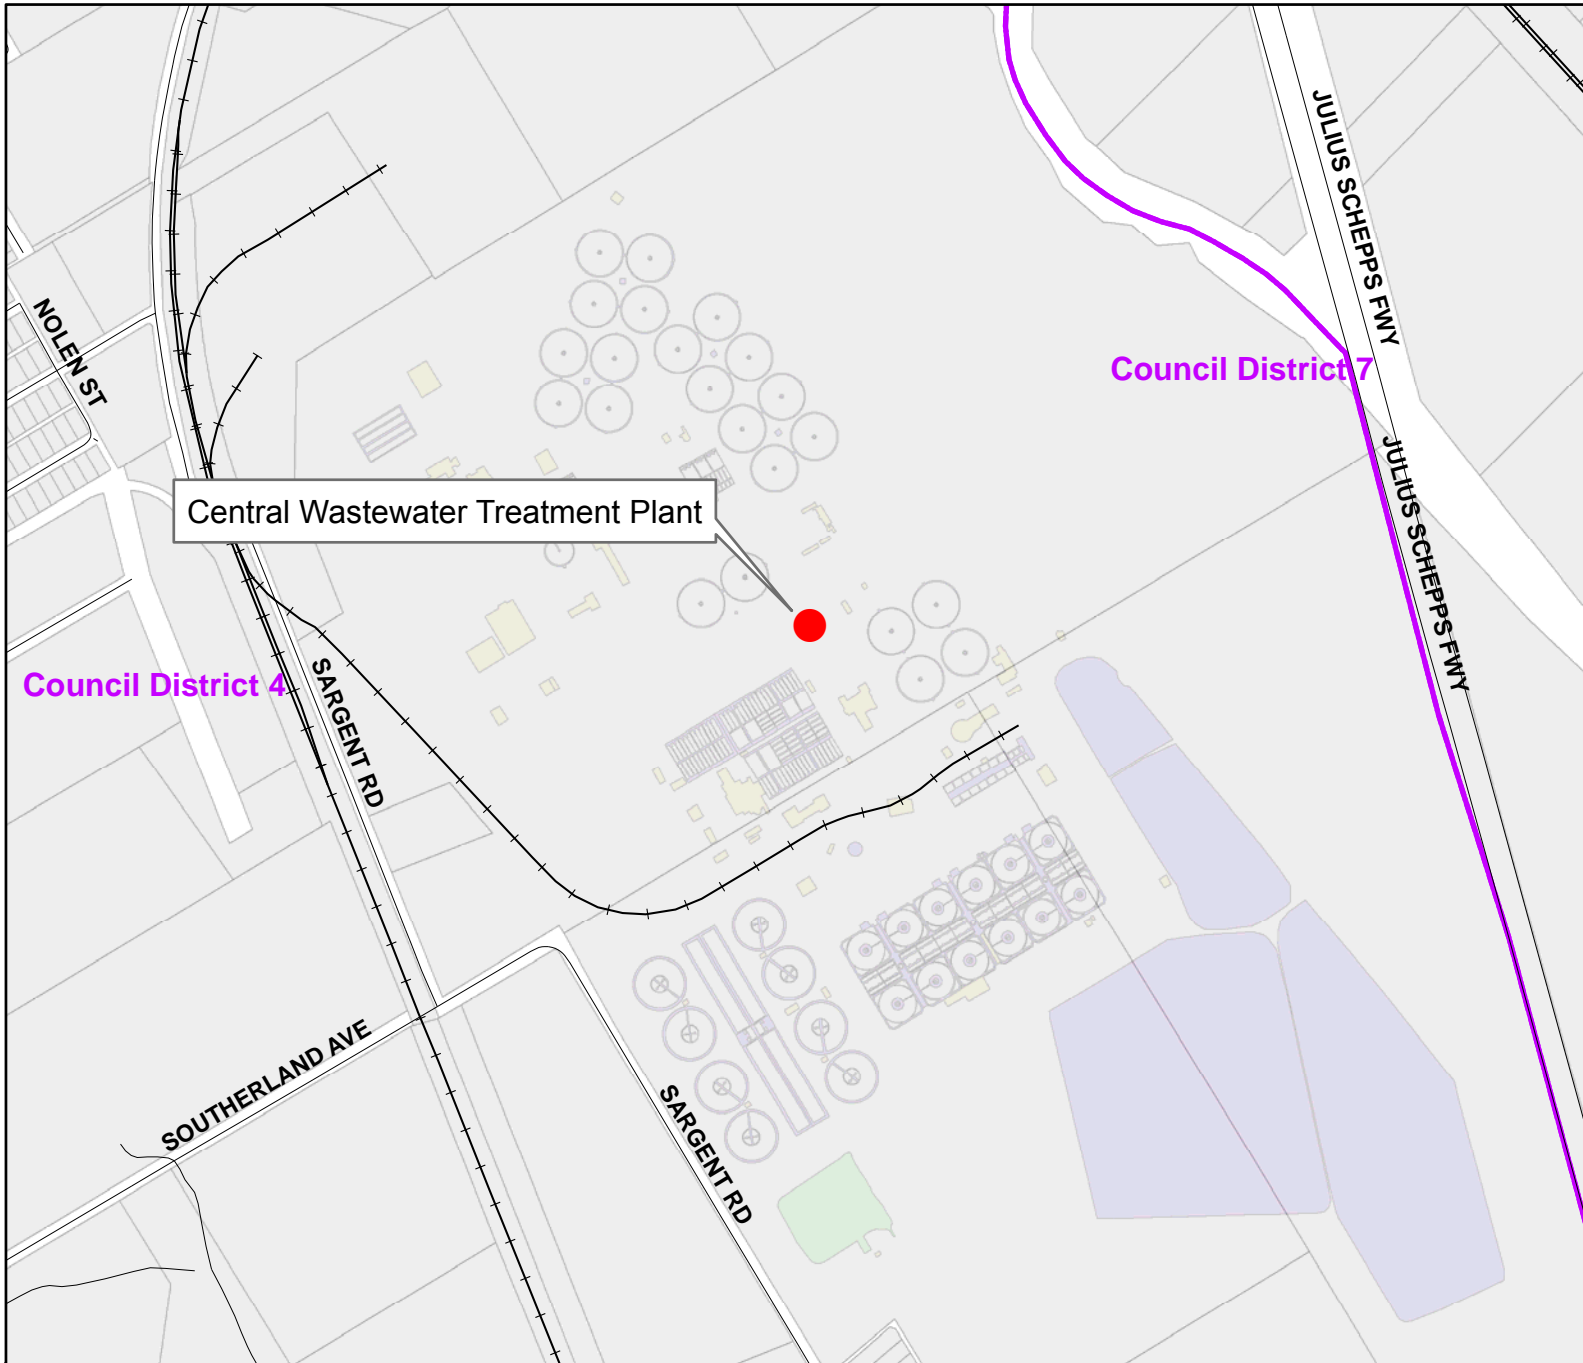 JULIUS SCHEPPS FWY
NOLEN ST
Council District 7
JULIUS SCHEPPS FWY
Central Wastewater Treatment Plant
Council District 4
SARGENT RD
SOUTHERLAND AVE
SARGENT RD